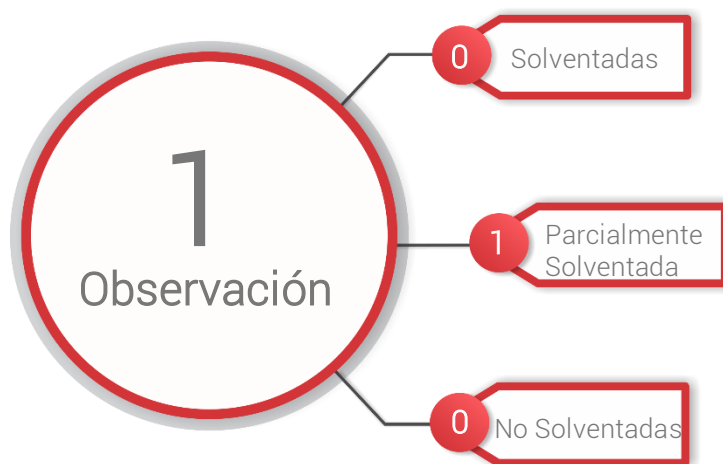 1
Observación
0
Solventadas
1
Parcialmente
Solventada
0
No Solventadas